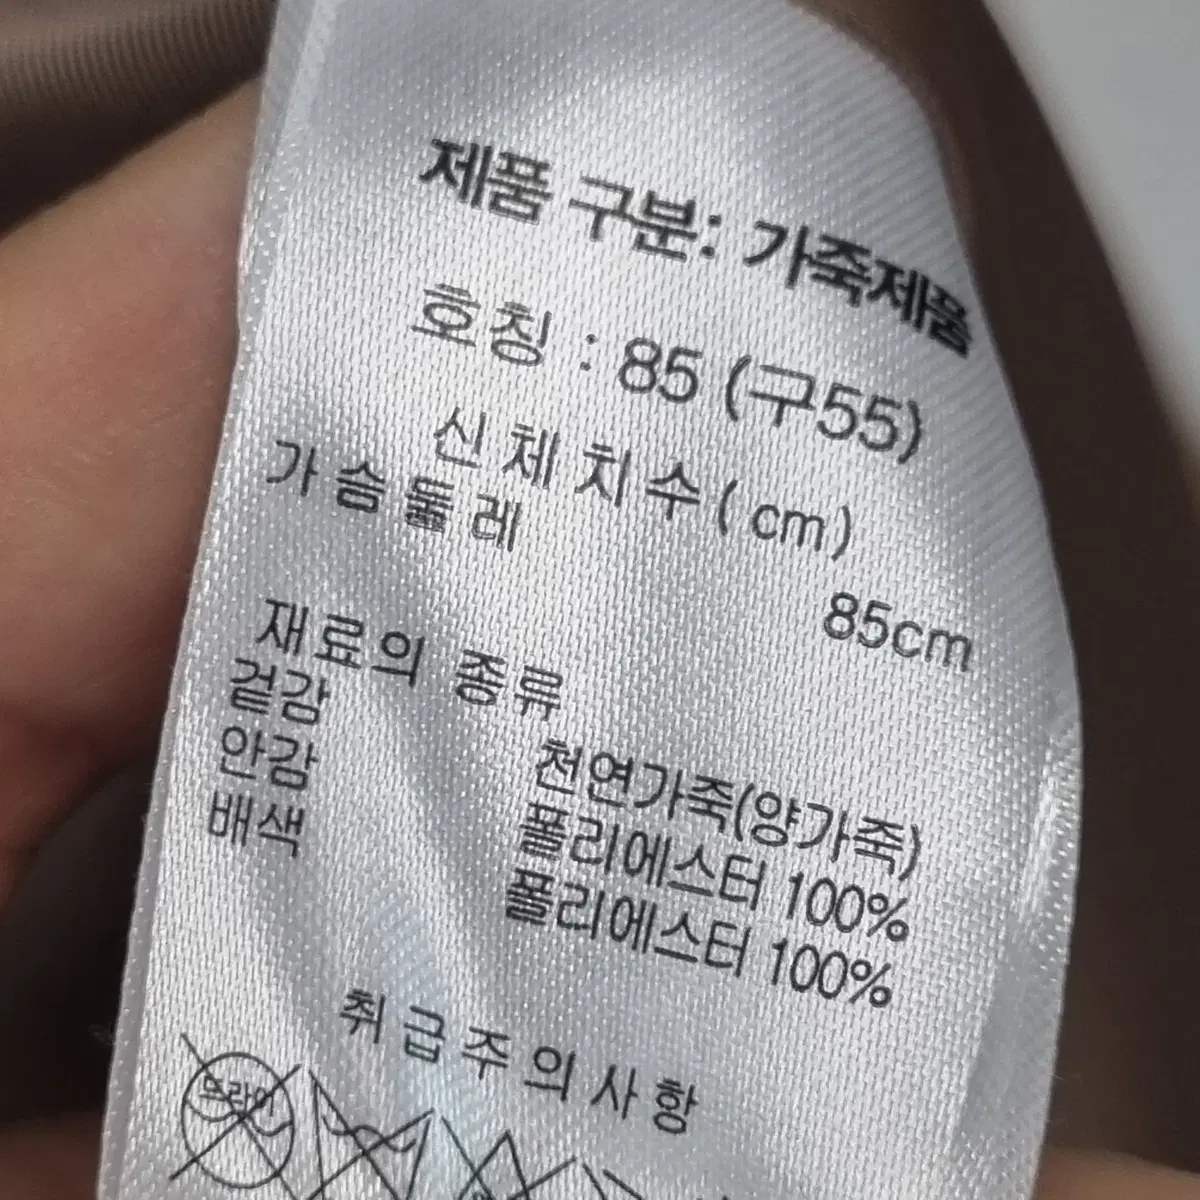 제품 구분: 가죽제품
호칭 : 85 (구55)
신체치수(cm)
가슴둘레
85cm
재료의 종류
겉감 천연가죽(양가죽)
안감 폴리에스터 100%
배색 폴리에스터 100%
취급주의사항
드라이